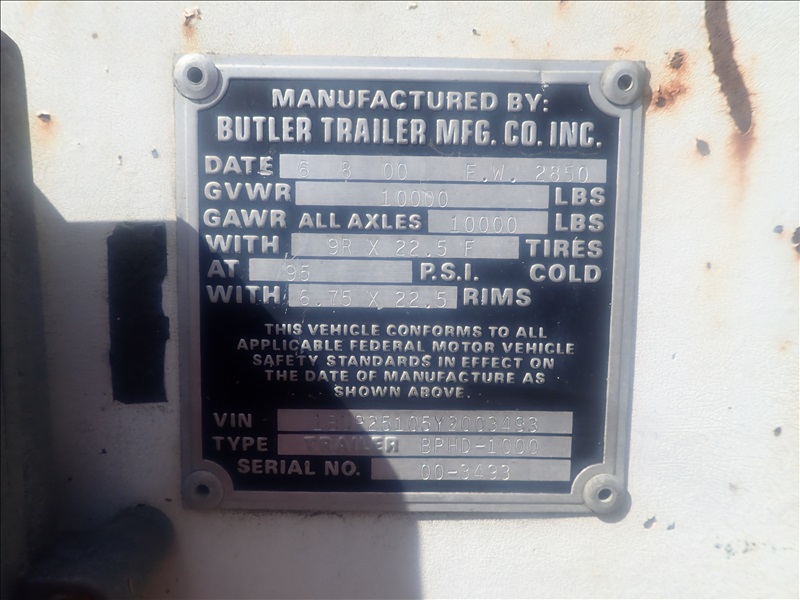 MANUFACTURED BY:
BUTLER TRAILER MFG. CO. INC.
DATE 6 8 00 E.W. 2850
GVWR 10000 LBS
GAWR ALL AXLES 10000 LBS
WITH 9R X 22.5 F TIRES
AT 95 P.S.I. COLD
WITH 6.75 X 22.5 RIMS
THIS VEHICLE CONFORMS TO ALL
APPLICABLE FEDERAL MOTOR VEHICLE
SAFETY STANDARDS IN EFFECT ON
THE DATE OF MANUFACTURE AS
SHOWN ABOVE.
VIN
TYPE TRAILER BPHD-1000
SERIAL NO. 00-3493